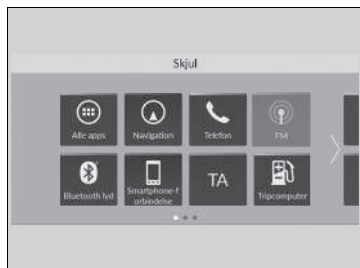 Skjul
Alle apps
Navigation
Telefon
FM
Bluetooth lyd
Smartphone-f
orbindelse
TA
Tripcomputer